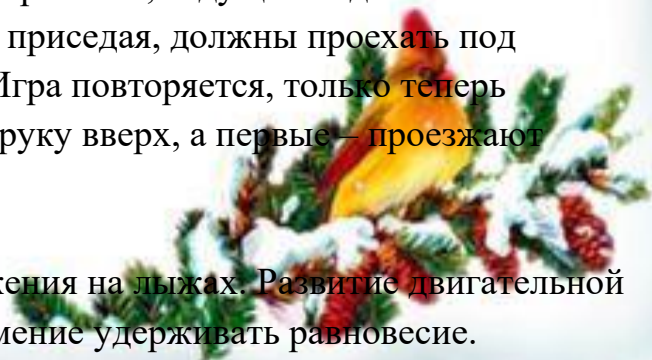 приседая, должны проехать под
Игра повторяется, только теперь
руку вверх, а первые – проезжают
жения на лыжах. Развитие двигательной
мение удерживать равновесие.